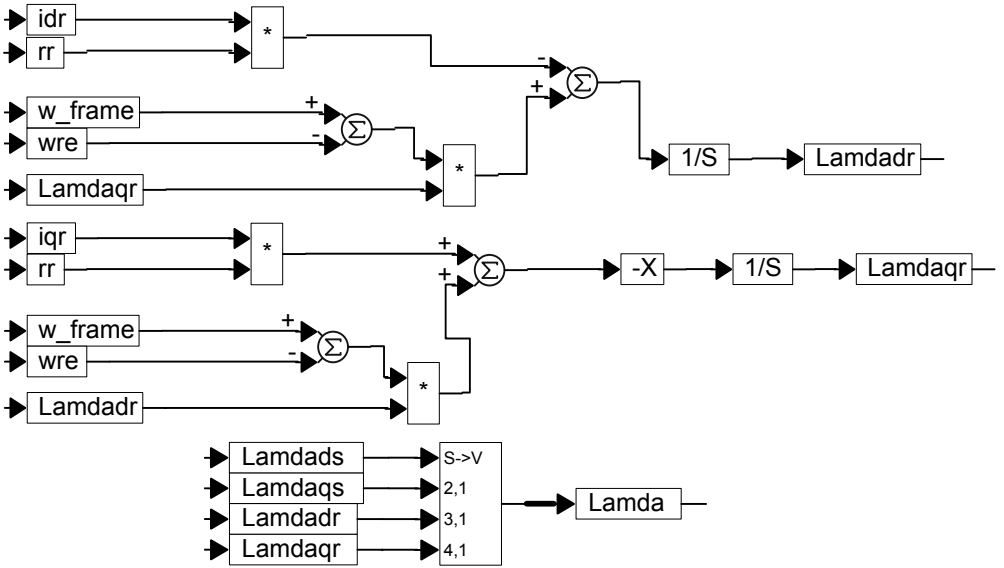 idr
rr
*
-
+
Σ
w_frame
wre
+
-
Σ
Lamdaqr
*
1/S
Lamdadr
iqr
rr
*
+
+
Σ
-X
1/S
Lamdaqr
w_frame
wre
+
-
Σ
Lamdadr
*
Lamdads
Lamdaqs
Lamdadr
Lamdaqr
S->V
2,1
3,1
4,1
Lamda